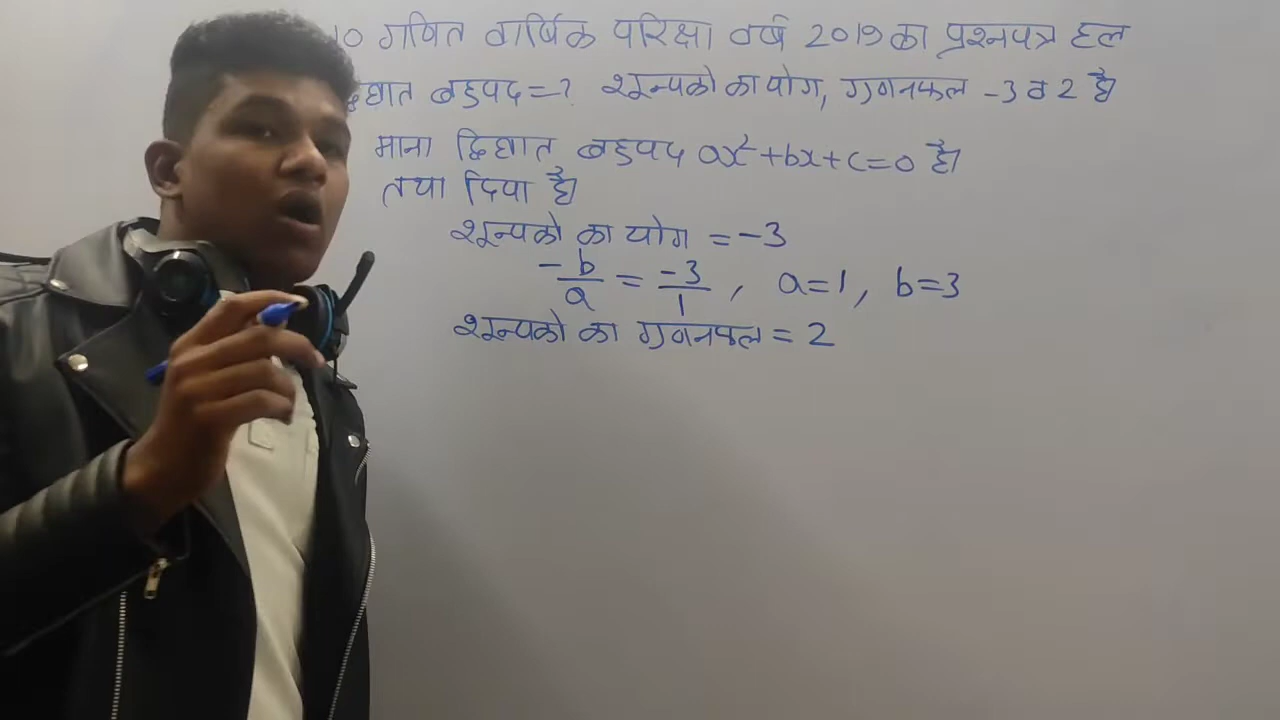 10 गणित वार्षिक परिक्षा वर्ष 2019 का प्रश्नपत्र हल
घात बहुपद = ? शून्यको का योग, गुणनफल -3 व 2 है
माना द्विघात बहुपद ax²+bx+c=0 है।
तथा दिया है।
शून्यको का योग = -3
-b/a = -3/1 , a=1, b=3
शून्यको का गुणनफल = 2